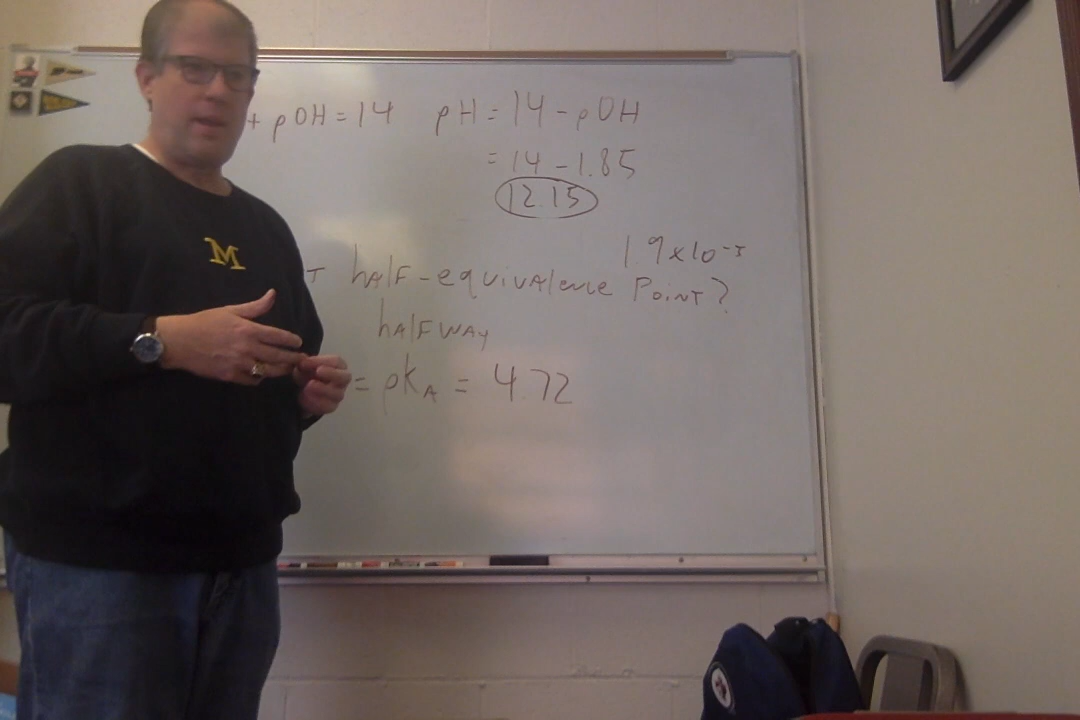 + pOH = 14 pH = 14 - pOH
= 14 - 1.85
12.15
1.9x10⁻⁵
T hAlF-equivAlence Point?
hAlFwAy
= pKA = 4.72
M